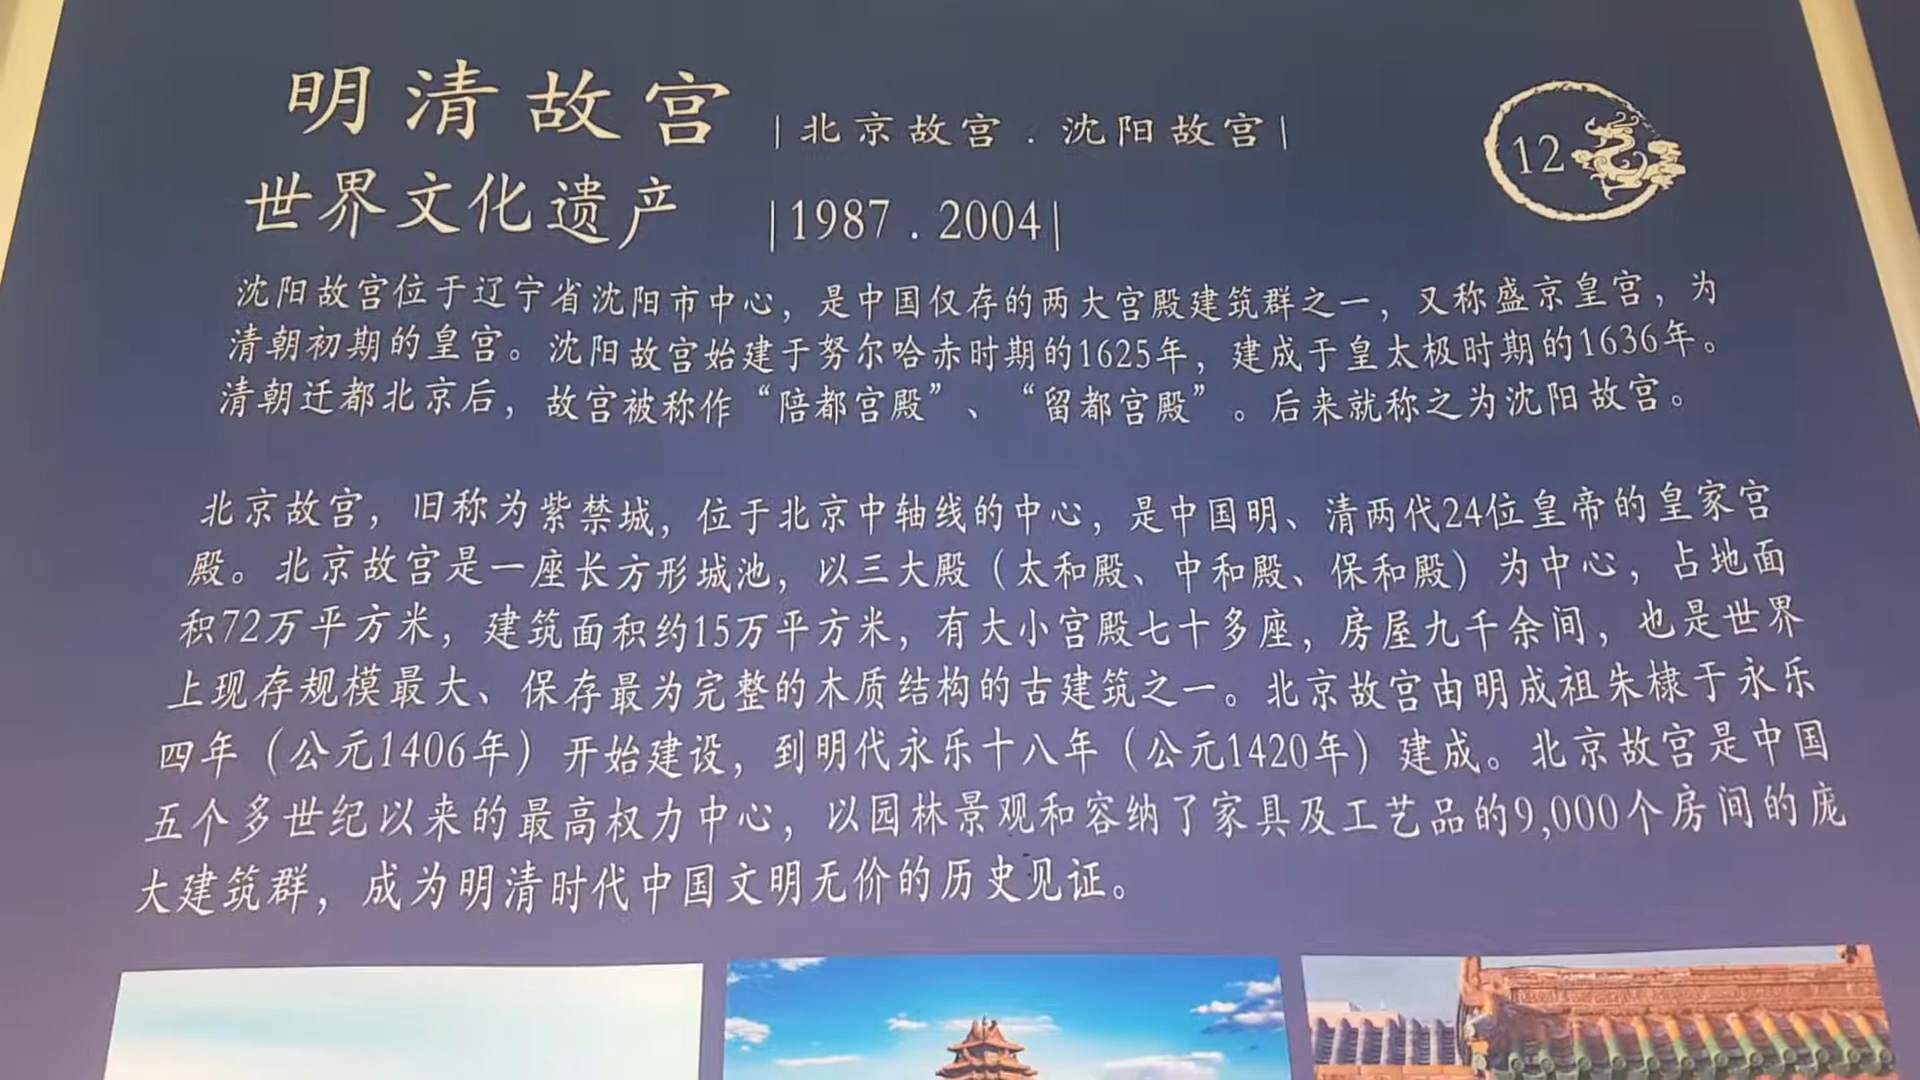 明清故宫 |北京故宫.沈阳故宫|
世界文化遗产 |1987.2004|
12
沈阳故宫位于辽宁省沈阳市中心，是中国仅存的两大宫殿建筑群之一，又称盛京皇宫，为
清朝初期的皇宫。沈阳故宫始建于努尔哈赤时期的1625年，建成于皇太极时期的1636年。
清朝迁都北京后，故宫被称作“陪都宫殿”、“留都宫殿”。后来就称之为沈阳故宫。
北京故宫，旧称为紫禁城，位于北京中轴线的中心，是中国明、清两代24位皇帝的皇家宫
殿。北京故宫是一座长方形城池，以三大殿（太和殿、中和殿、保和殿）为中心，占地面
积72万平方米，建筑面积约15万平方米，有大小宫殿七十多座，房屋九千余间，也是世界
上现存规模最大、保存最为完整的木质结构的古建筑之一。北京故宫由明成祖朱棣于永乐
四年（公元1406年）开始建设，到明代永乐十八年（公元1420年）建成。北京故宫是中国
五个多世纪以来的最高权力中心，以园林景观和容纳了家具及工艺品的9,000个房间的庞
大建筑群，成为明清时代中国文明无价的历史见证。